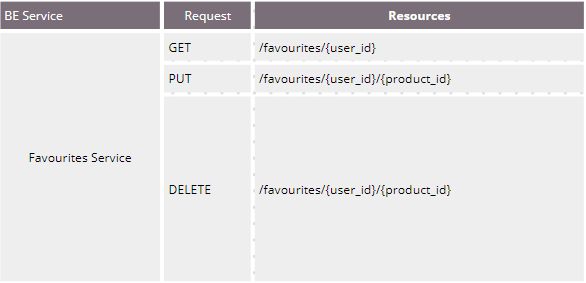 BE Service Request Resources
GET /favourites/{user_id}
PUT /favourites/{user_id}/{product_id}
Favourites Service
DELETE /favourites/{user_id}/{product_id}